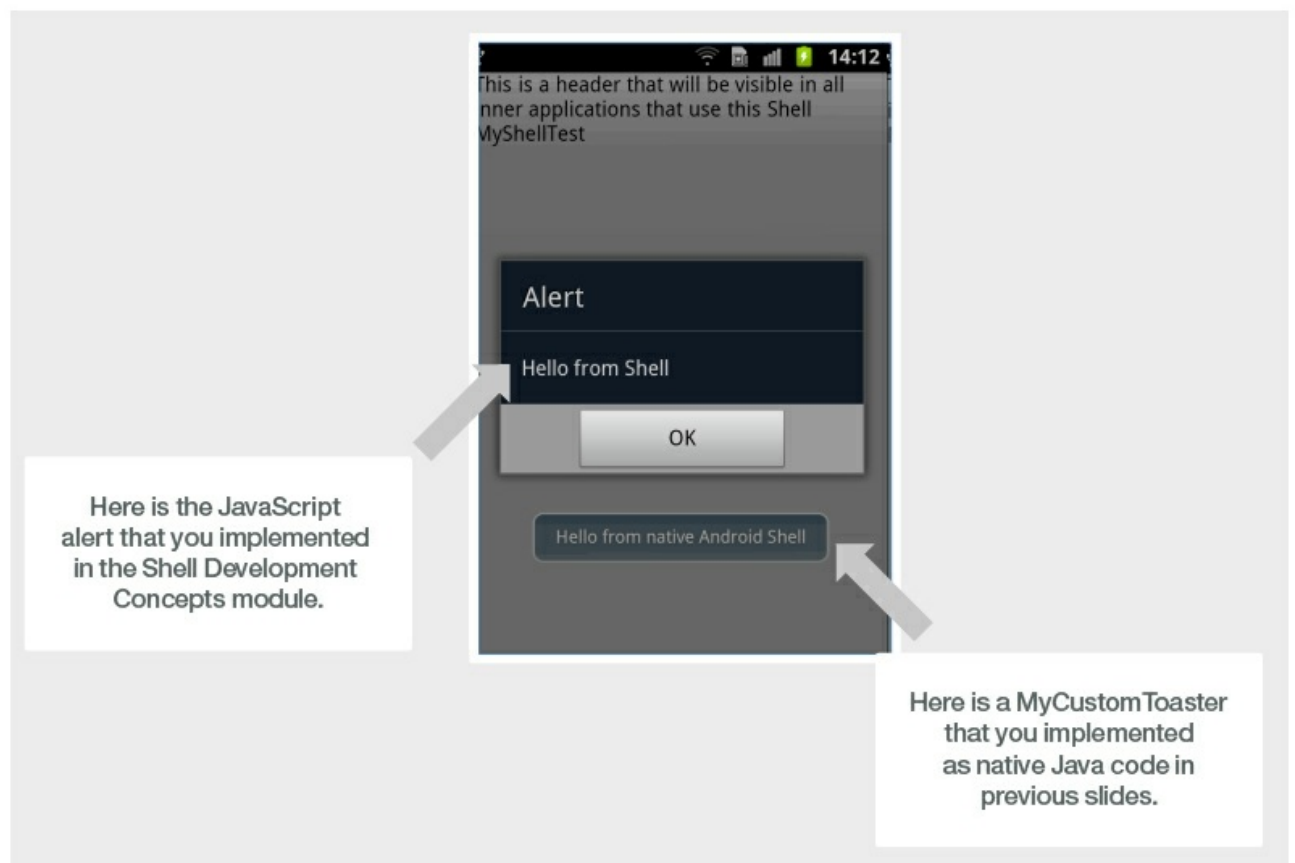 14:12
This is a header that will be visible in all
nner applications that use this Shell
MyShellTest
Alert
Hello from Shell
OK
Hello from native Android Shell
Here is the JavaScript
alert that you implemented
in the Shell Development
Concepts module.
Here is a MyCustomToaster
that you implemented
as native Java code in
previous slides.